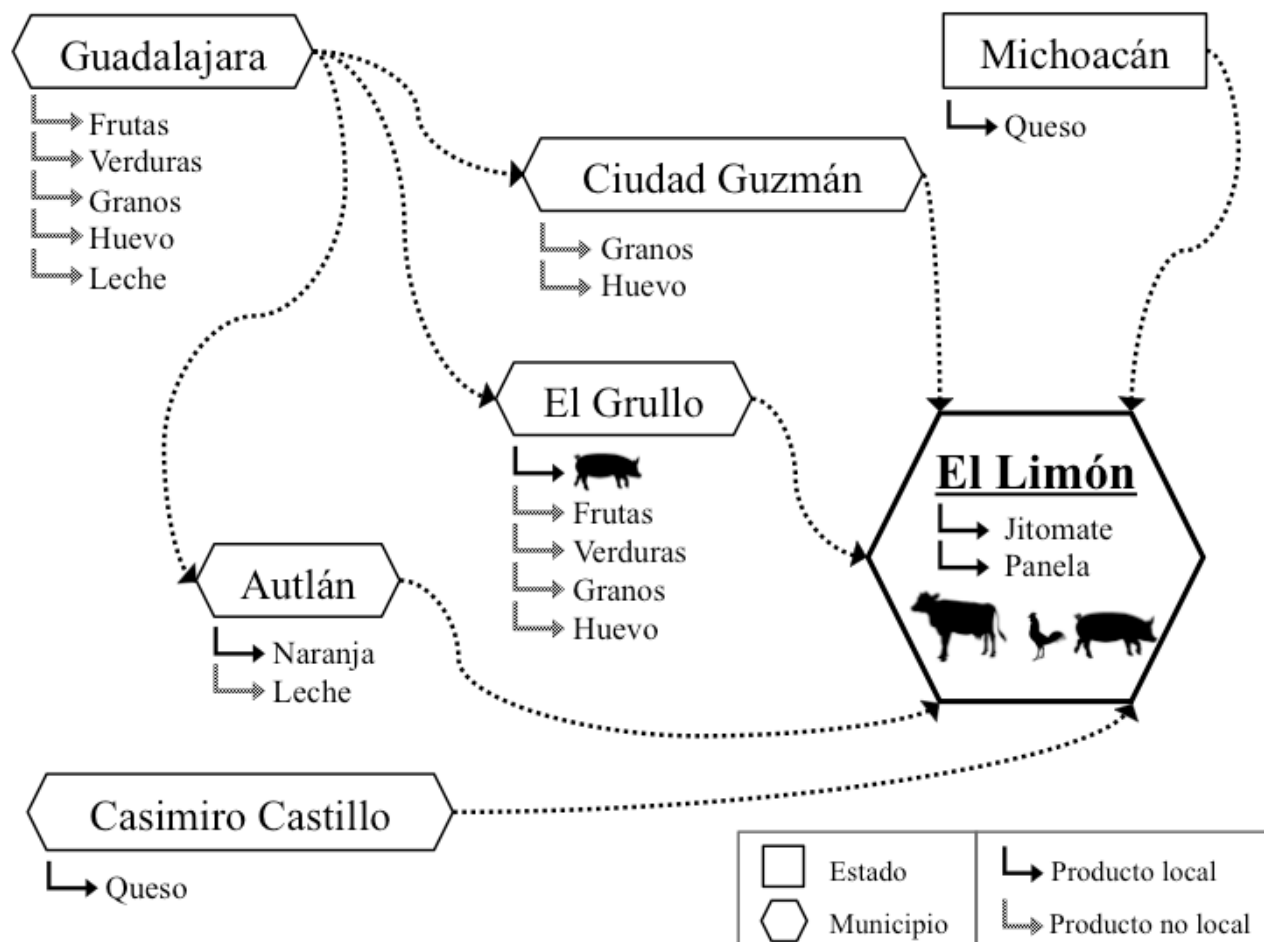 Guadalajara
Frutas
Verduras
Granos
Huevo
Leche
Michoacán
Queso
Ciudad Guzmán
Granos
Huevo
El Grullo
Frutas
Verduras
Granos
Huevo
El Limón
Jitomate
Panela
Autlán
Naranja
Leche
Casimiro Castillo
Queso
Estado
Municipio
Producto local
Producto no local